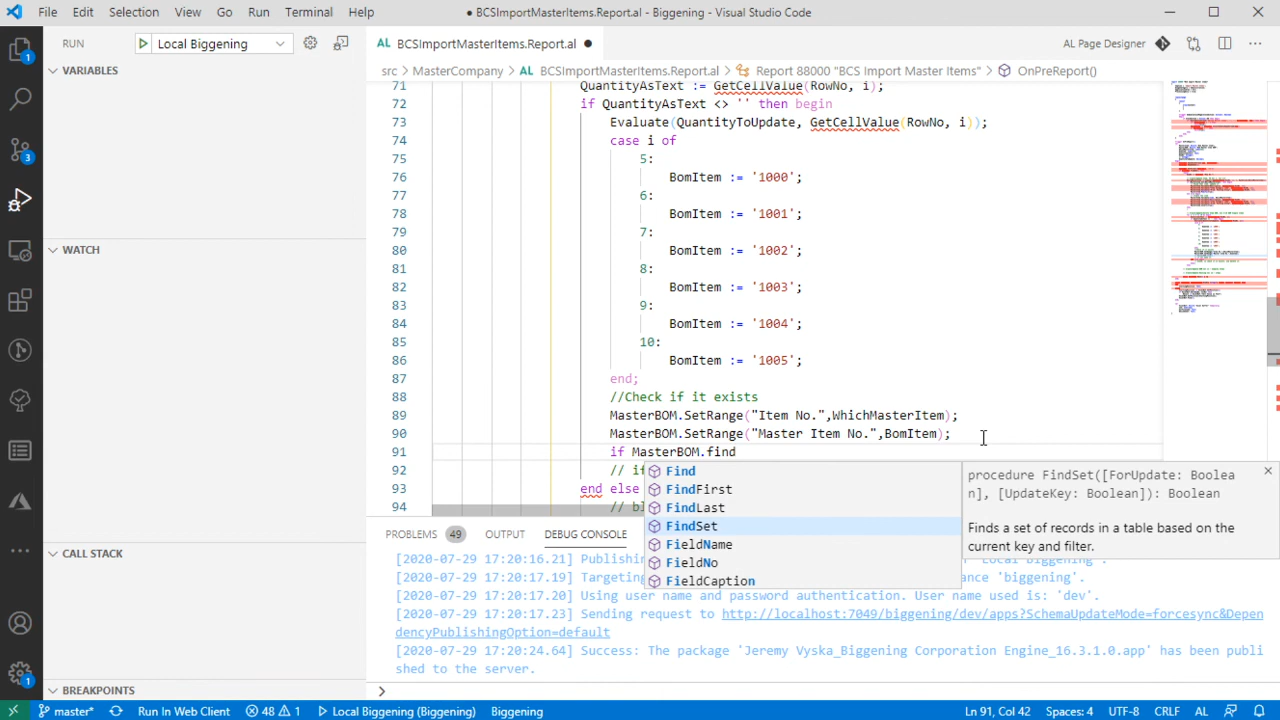 File Edit Selection View Go Run Terminal Help ● BCSImportMasterItems.Report.al - Biggening - Visual Studio Code
RUN Local Biggening
AL BCSImportMasterItems.Report.al ●
AL Page Designer
src > MasterCompany > AL BCSImportMasterItems.Report.al > Report 88000 "BCS Import Master Items" > OnPreReport()
VARIABLES
WATCH
CALL STACK
BREAKPOINTS
71 QuantityAsText := GetCellValue(RowNo, i);
72 if QuantityAsText <> '' then begin
73 Evaluate(QuantityToUpdate, GetCellValue(RowNo, i));
74 case i of
75 5:
76 BomItem := '1000';
77 6:
78 BomItem := '1001';
79 7:
80 BomItem := '1002';
81 8:
82 BomItem := '1003';
83 9:
84 BomItem := '1004';
85 10:
86 BomItem := '1005';
87 end;
88 //Check if it exists
89 MasterBOM.SetRange("Item No.",WhichMasterItem);
90 MasterBOM.SetRange("Master Item No.",BomItem);
91 if MasterBOM.find
92 // if
93 end else
94 // bl
Find
FindFirst
FindLast
FindSet
FieldName
FieldNo
FieldCaption
procedure FindSet([ForUpdate: Boolea
n], [UpdateKey: Boolean]): Boolean
Finds a set of records in a table based on the
current key and filter.
PROBLEMS 49 OUTPUT DEBUG CONSOLE
[2020-07-29 17:20:16.21] Publishin
[2020-07-29 17:20:17.19] Targeting
[2020-07-29 17:20:17.20] Using user name and password authentication. User name used is: 'dev'.
[2020-07-29 17:20:17.23] Sending request to http://localhost:7049/biggening/dev/apps?SchemaUpdateMode=forcesync&Depen
dencyPublishingOption=default
[2020-07-29 17:20:24.64] Success: The package 'Jeremy Vyska_Biggening Corporation Engine_16.3.1.0.app' has been publi
shed to the server.
master* Run In Web Client 48 1 Local Biggening (Biggening) Biggening Ln 91, Col 42 Spaces: 4 UTF-8 CRLF AL